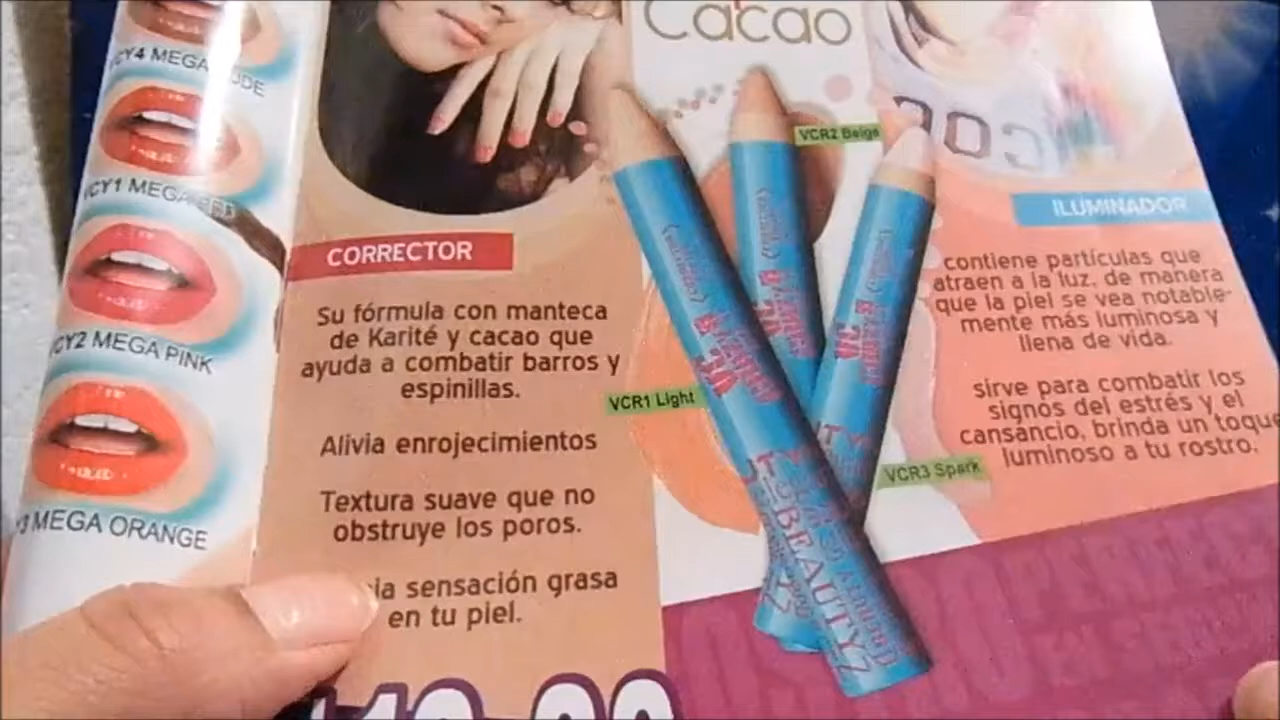 Cacao
MEGA
VCY1 MEGA RED
VCY2 MEGA PINK
MEGA ORANGE
CORRECTOR
Su fórmula con manteca
de Karité y cacao que
ayuda a combatir barros y
espinillas.
Alivia enrojecimientos
Textura suave que no
obstruye los poros.
sensación grasa
en tu piel.
VCR2 Beige
VCR1 Light
VCR3 Spark
BEAUTY
ILUMINADOR
contiene partículas que
atraen a la luz, de manera
que la piel se vea notable-
mente más luminosa y
llena de vida.
sirve para combatir los
signos del estrés y el
cansancio, brinda un toque
luminoso a tu rostro.